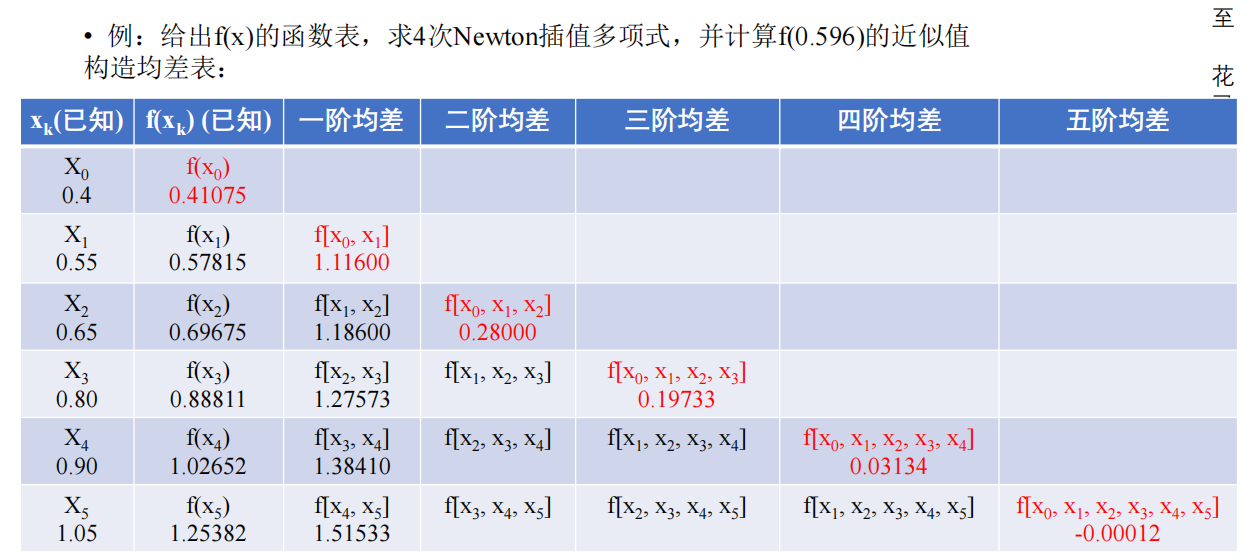 • 例：给出f(x)的函数表，求4次Newton插值多项式，并计算f(0.596)的近似值
构造均差表：
至
花
xk(已知) f(xk) (已知) 一阶均差 二阶均差 三阶均差 四阶均差 五阶均差
X0 f(x0)
0.4 0.41075
X1 f(x1) f[x0, x1]
0.55 0.57815 1.11600
X2 f(x2) f[x1, x2] f[x0, x1, x2]
0.65 0.69675 1.18600 0.28000
X3 f(x3) f[x2, x3] f[x1, x2, x3] f[x0, x1, x2, x3]
0.80 0.88811 1.27573 0.19733
X4 f(x4) f[x3, x4] f[x2, x3, x4] f[x1, x2, x3, x4] f[x0, x1, x2, x3, x4]
0.90 1.02652 1.38410 0.03134
X5 f(x5) f[x4, x5] f[x3, x4, x5] f[x2, x3, x4, x5] f[x1, x2, x3, x4, x5] f[x0, x1, x2, x3, x4, x5]
1.05 1.25382 1.51533 -0.00012